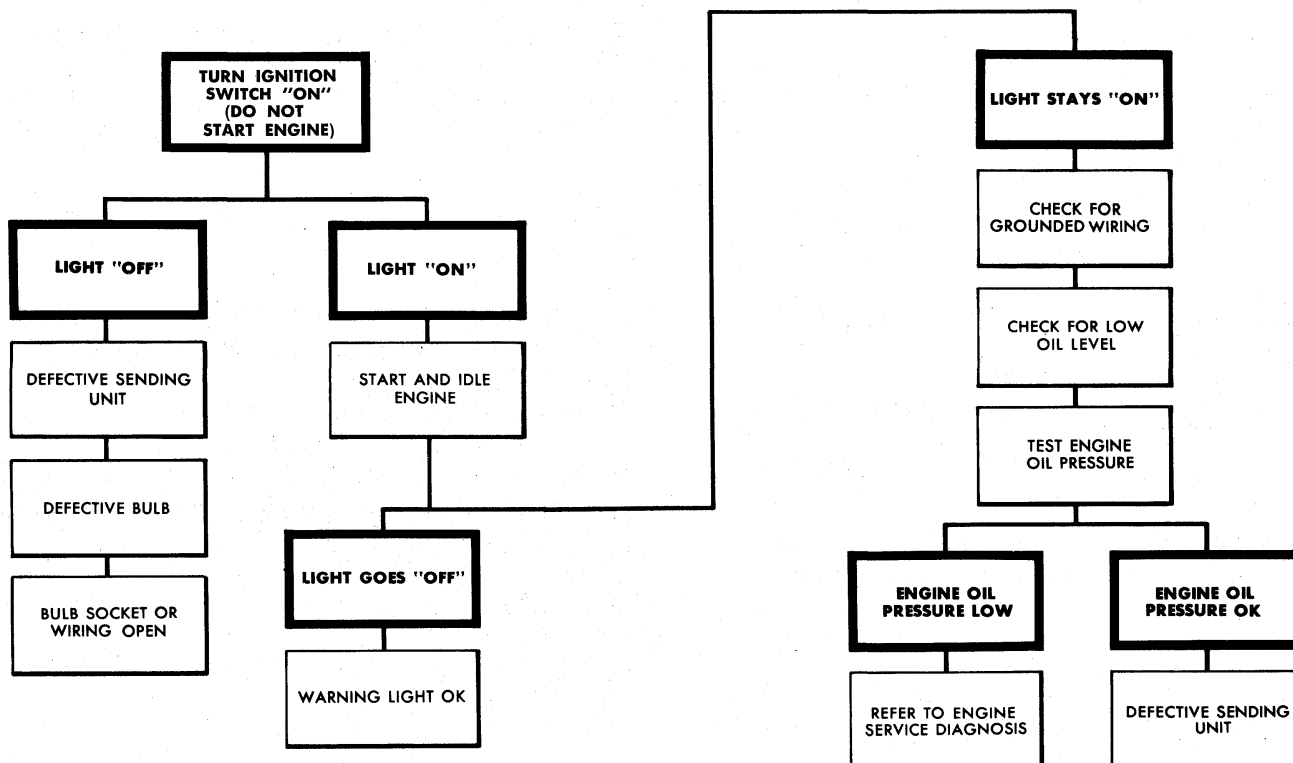 TURN IGNITION
SWITCH "ON"
(DO NOT
START ENGINE)
LIGHT "OFF"
DEFECTIVE SENDING
UNIT
DEFECTIVE BULB
BULB SOCKET OR
WIRING OPEN
LIGHT "ON"
START AND IDLE
ENGINE
LIGHT GOES "OFF"
WARNING LIGHT OK
LIGHT STAYS "ON"
CHECK FOR
GROUNDED WIRING
CHECK FOR LOW
OIL LEVEL
TEST ENGINE
OIL PRESSURE
ENGINE OIL
PRESSURE LOW
REFER TO ENGINE
SERVICE DIAGNOSIS
ENGINE OIL
PRESSURE OK
DEFECTIVE SENDING
UNIT